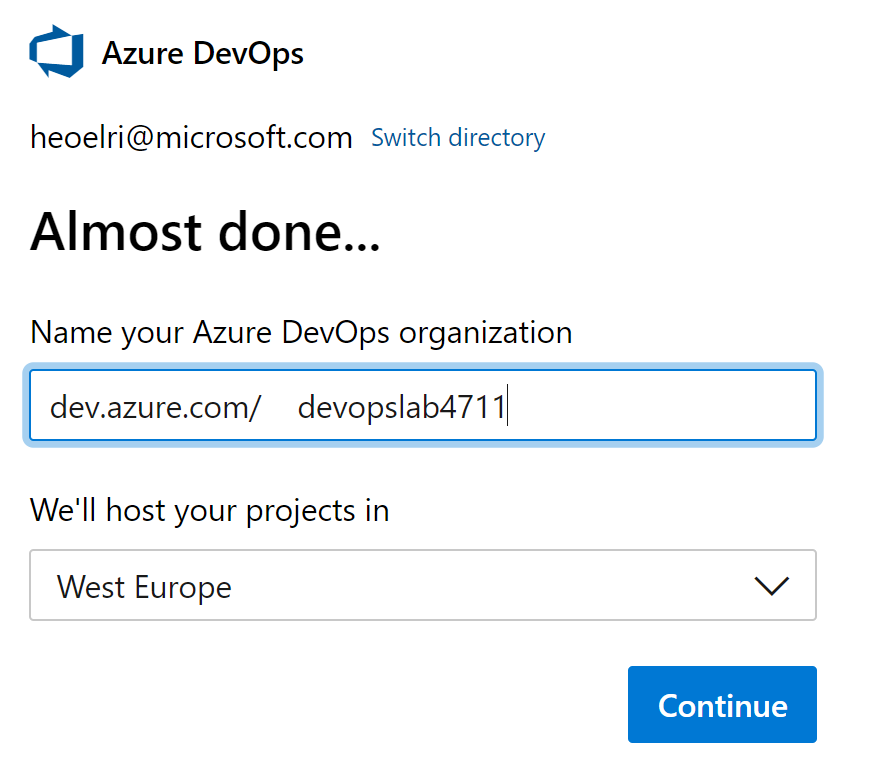 Azure DevOps
heoelri@microsoft.com Switch directory
Almost done...
Name your Azure DevOps organization
dev.azure.com/ devopslab4711
We'll host your projects in
West Europe
Continue